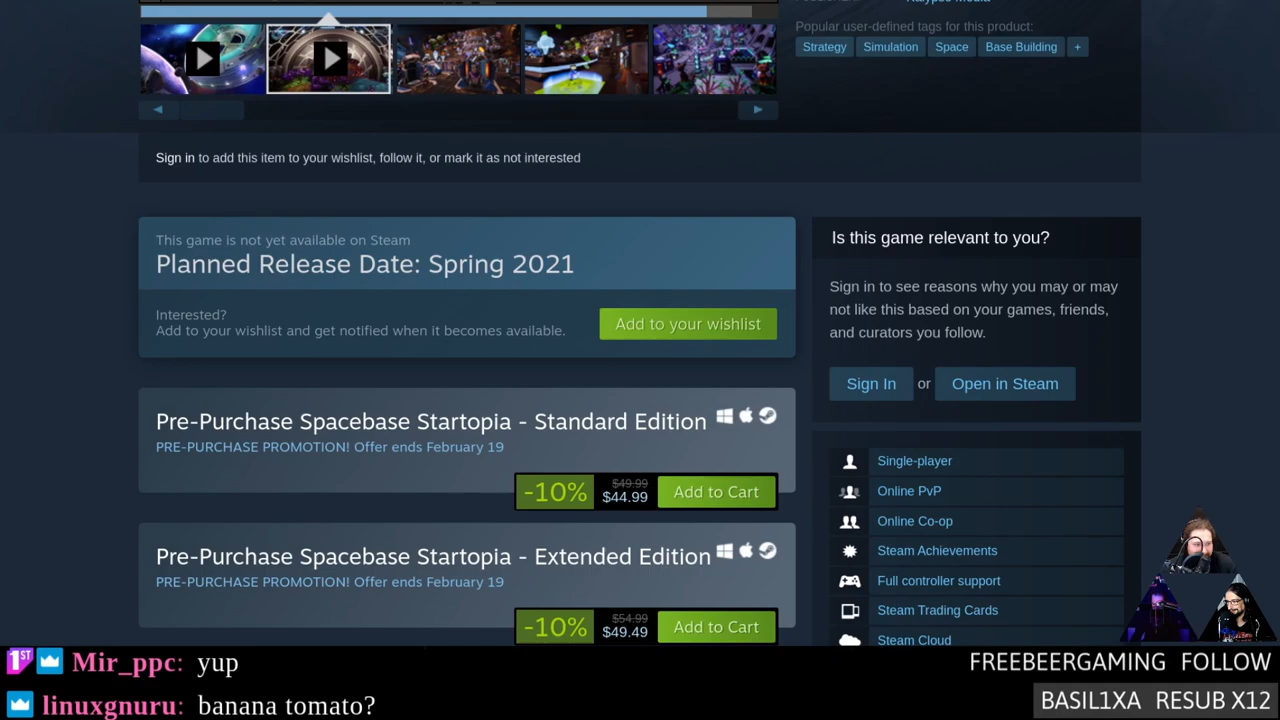 Popular user-defined tags for this product:
Strategy Simulation Space Base Building +
Sign in to add this item to your wishlist, follow it, or mark it as not interested
This game is not yet available on Steam
Planned Release Date: Spring 2021
Interested?
Add to your wishlist and get notified when it becomes available.
Add to your wishlist
Pre-Purchase Spacebase Startopia - Standard Edition
PRE-PURCHASE PROMOTION! Offer ends February 19
-10% $49.99 $44.99 Add to Cart
Pre-Purchase Spacebase Startopia - Extended Edition
PRE-PURCHASE PROMOTION! Offer ends February 19
-10% $54.99 $49.49 Add to Cart
Is this game relevant to you?
Sign in to see reasons why you may or may
not like this based on your games, friends,
and curators you follow.
Sign In or Open in Steam
Single-player
Online PvP
Online Co-op
Steam Achievements
Full controller support
Steam Trading Cards
Steam Cloud
1ST Mir_ppc: yup
linuxgnuru: banana tomato?
FREEBEERGAMING FOLLOW
BASIL1XA RESUB X12